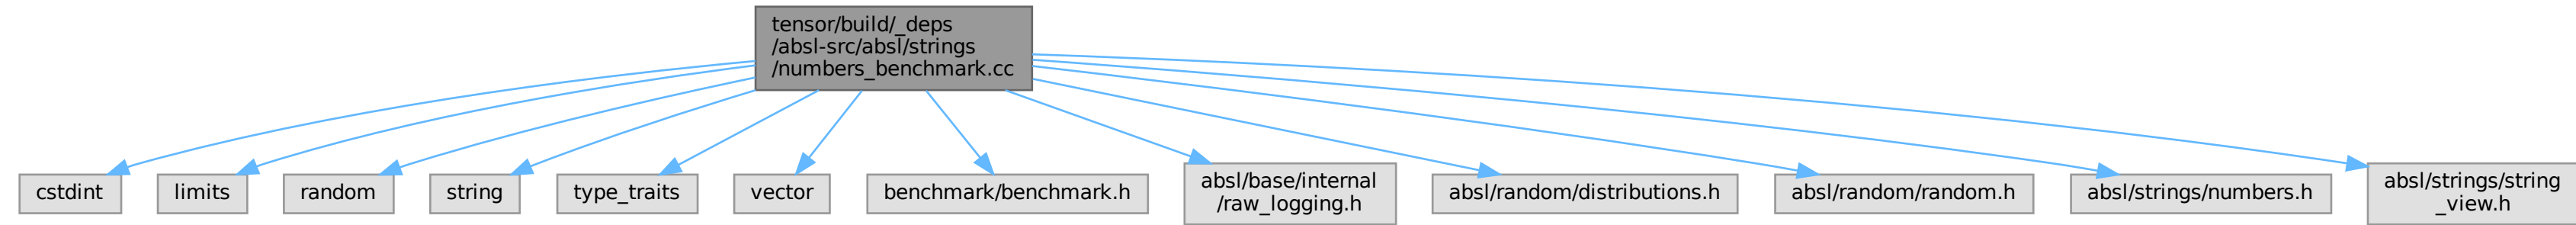 tensor/build/_deps
/absl-src/absl/strings
/numbers_benchmark.cc
cstdint
limits
random
string
type_traits
vector
benchmark/benchmark.h
absl/base/internal
/raw_logging.h
absl/random/distributions.h
absl/random/random.h
absl/strings/numbers.h
absl/strings/string
_view.h